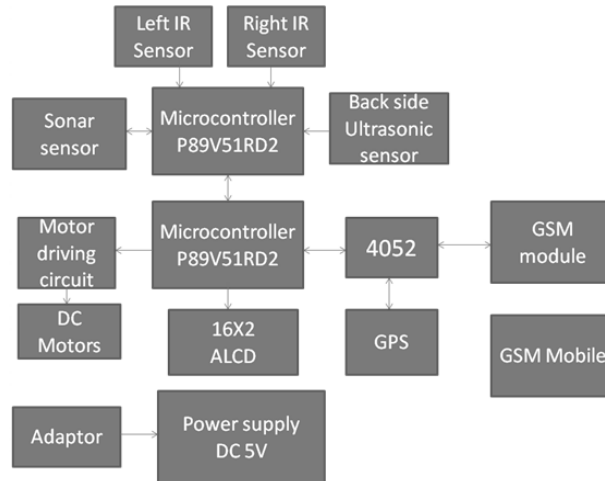 Left IR
Sensor
Right IR
Sensor
Sonar
sensor
Microcontroller
P89V51RD2
Back side
Ultrasonic
sensor
Motor
driving
circuit
Microcontroller
P89V51RD2
4052
GSM
module
DC
Motors
16X2
ALCD
GPS
GSM Mobile
Adaptor
Power supply
DC 5V